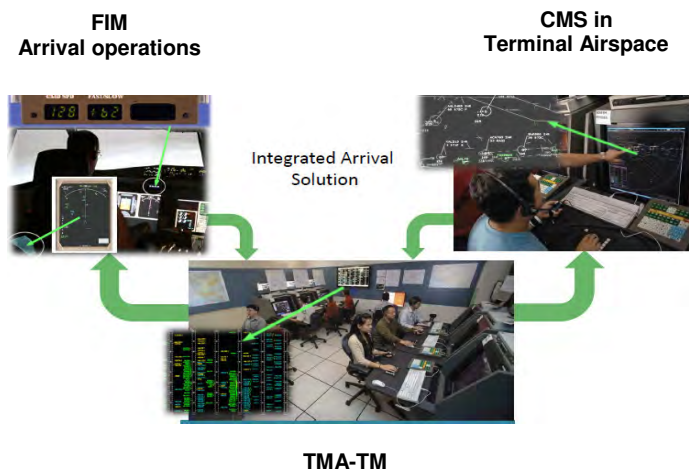 FIM
Arrival operations
CMS in
Terminal Airspace
128
162
Integrated Arrival
Solution
TMA-TM